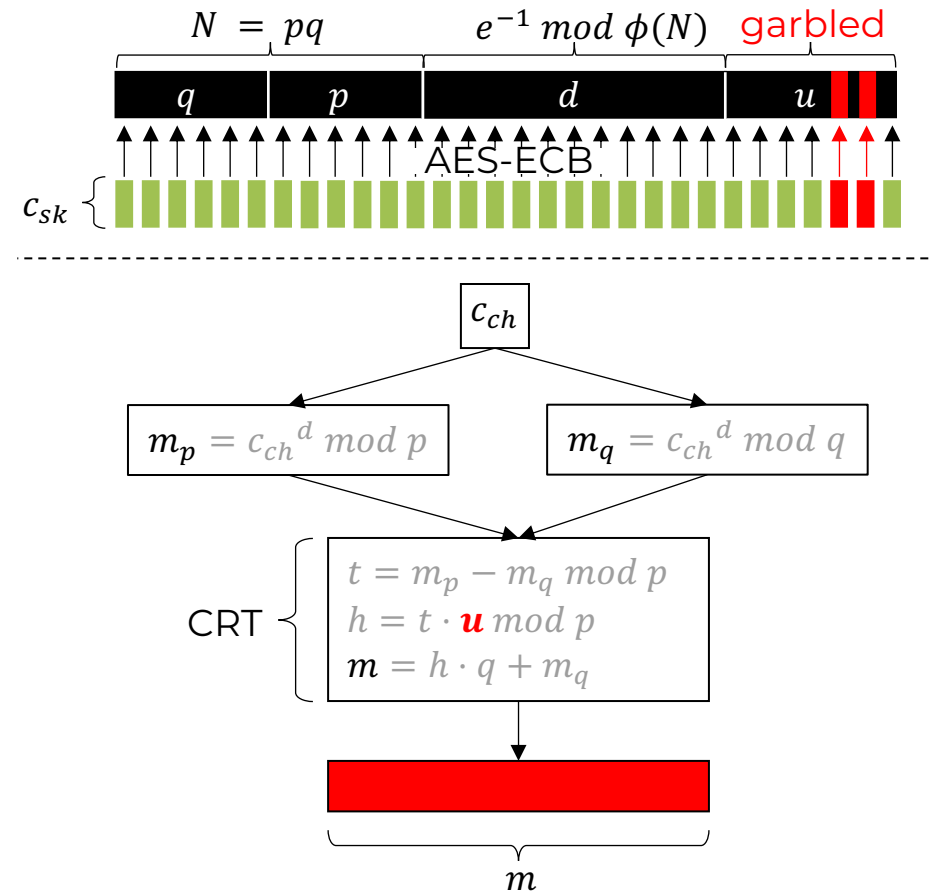 N = pq e⁻¹ mod ϕ(N) garbled
q p d u
AES-ECB
c_sk
c_ch
m_p = c_ch^d mod p m_q = c_ch^d mod q
t = m_p − m_q mod p
CRT h = t · u mod p
m = h · q + m_q
m